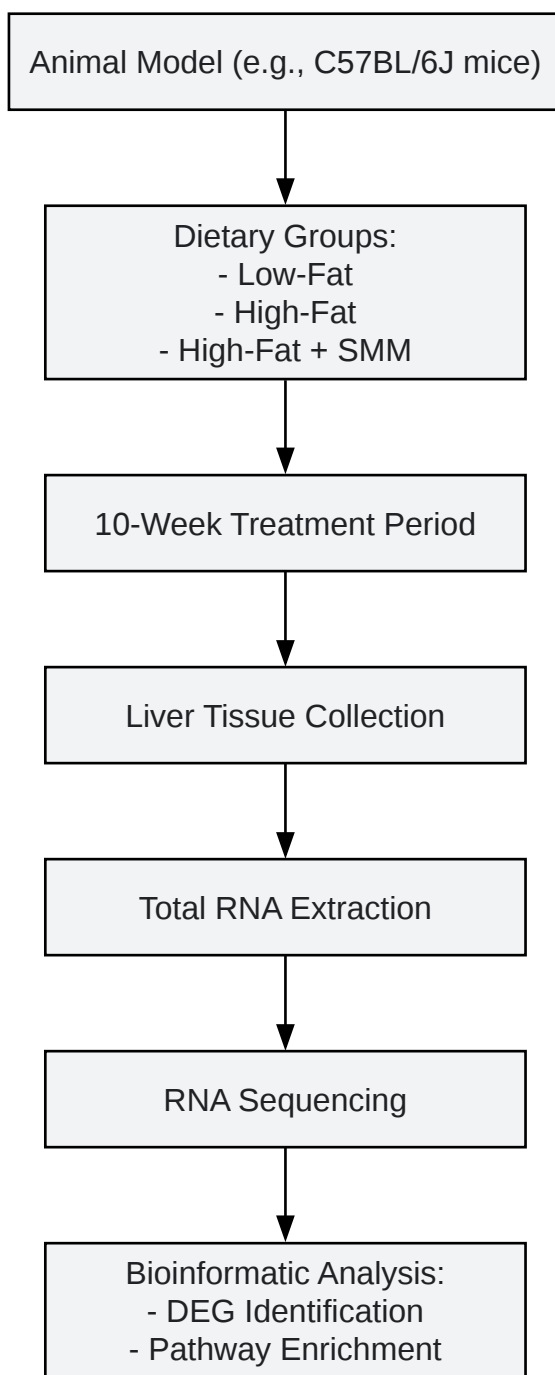 Animal Model (e.g., C57BL/6J mice)
Dietary Groups:
- Low-Fat
- High-Fat
- High-Fat + SMM
10-Week Treatment Period
Liver Tissue Collection
Total RNA Extraction
RNA Sequencing
Bioinformatic Analysis:
- DEG Identification
- Pathway Enrichment